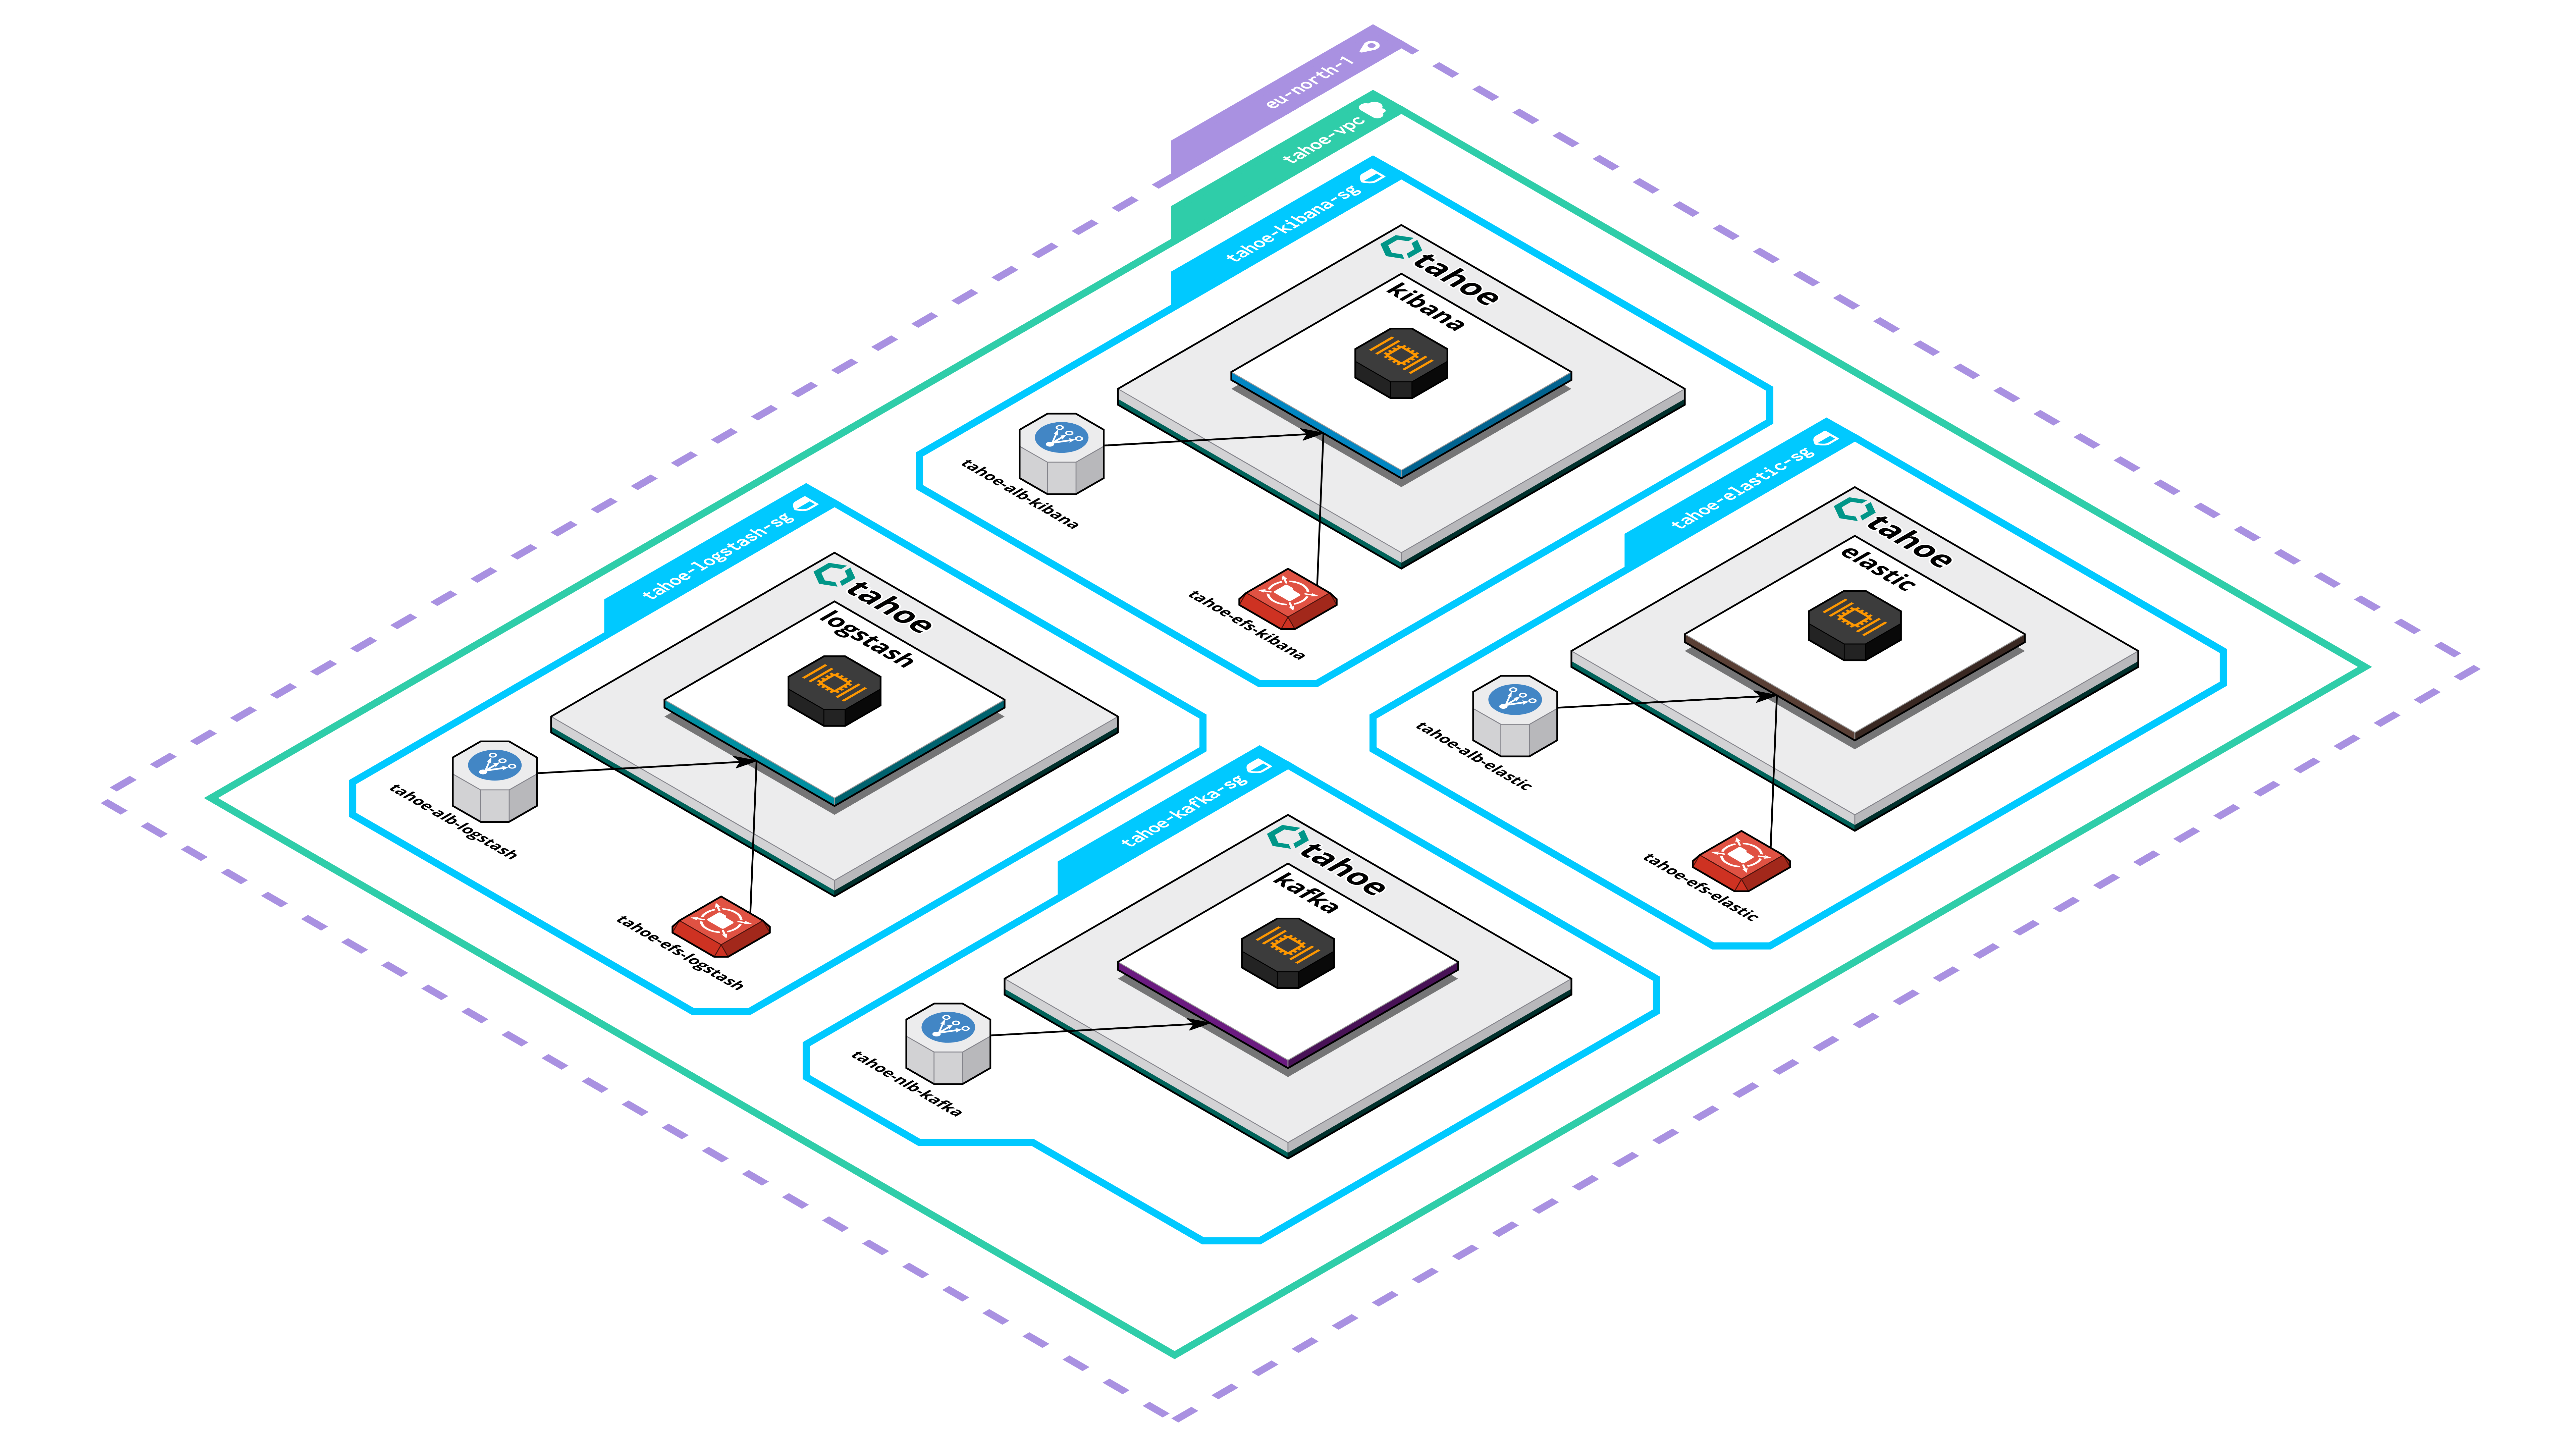 eu-north-1
tahoe-vpc
tahoe-kibana-sg
tahoe
kibana
tahoe-alb-kibana
tahoe-efs-kibana
tahoe-elastic-sg
tahoe
elastic
tahoe-alb-elastic
tahoe-efs-elastic
tahoe-logstash-sg
tahoe
logstash
tahoe-alb-logstash
tahoe-efs-logstash
tahoe-kafka-sg
tahoe
kafka
tahoe-nlb-kafka